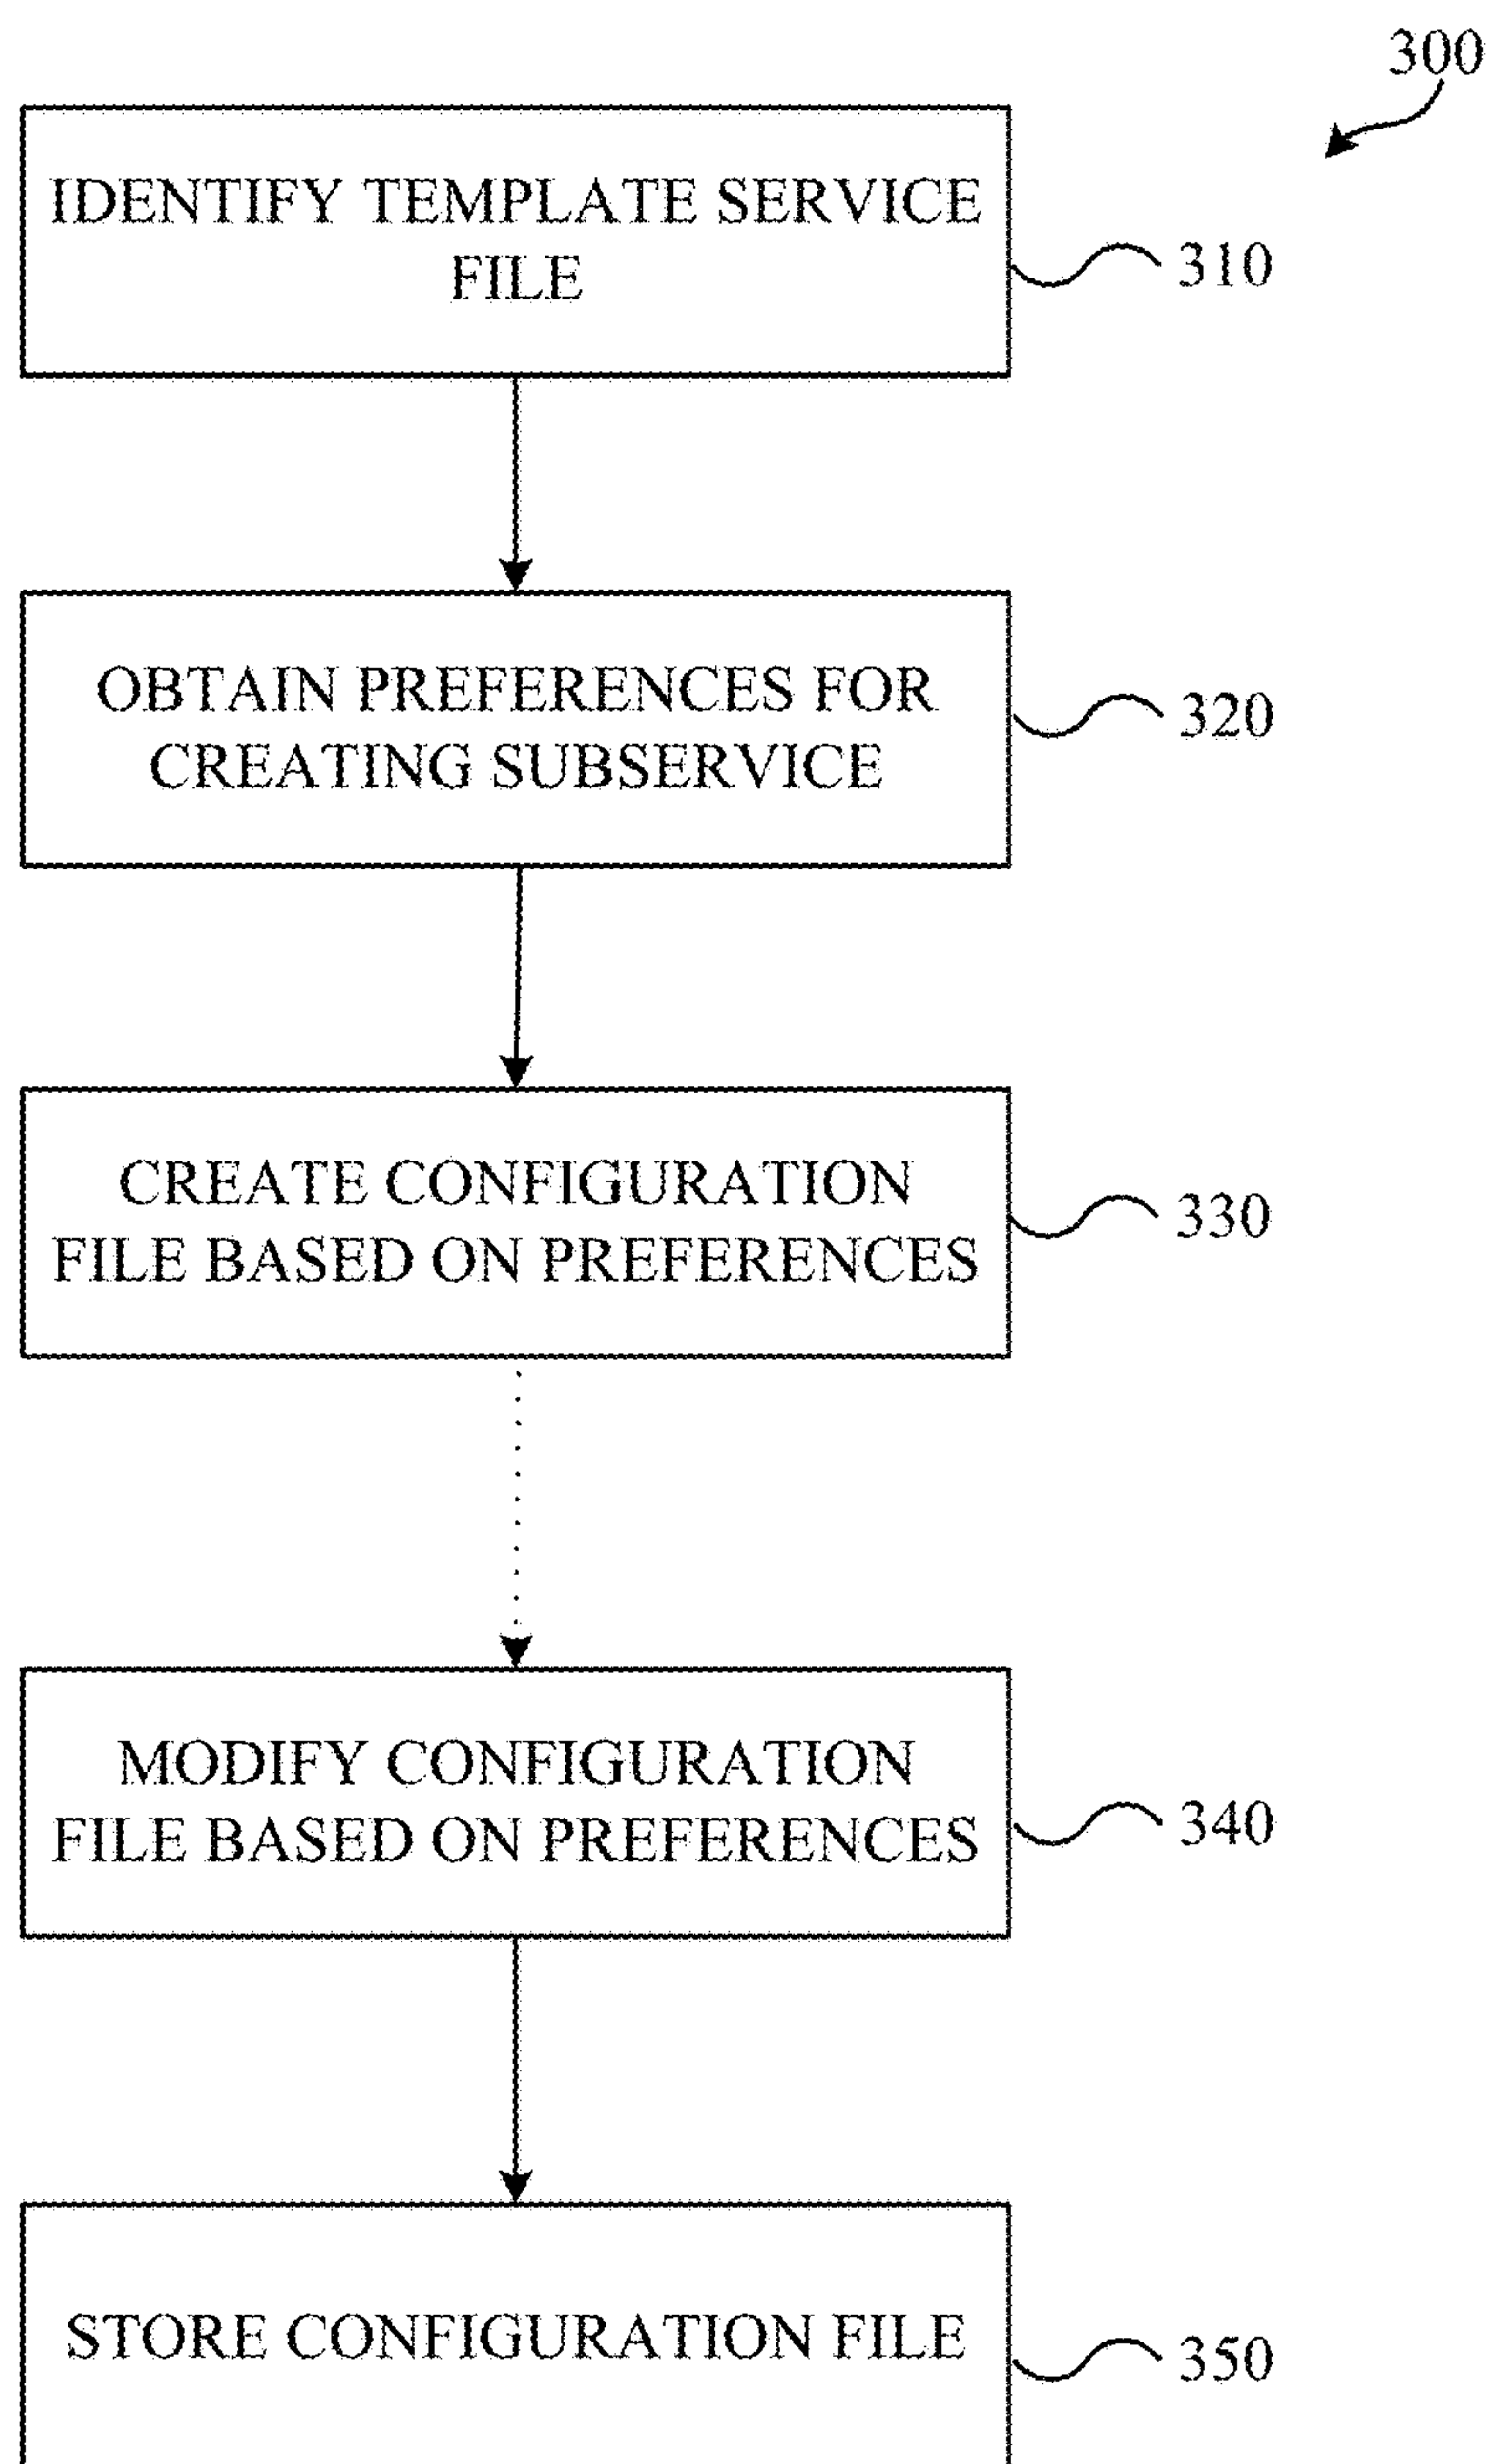 300
IDENTIFY TEMPLATE SERVICE
FILE
310
OBTAIN PREFERENCES FOR
CREATING SUBSERVICE
320
CREATE CONFIGURATION
FILE BASED ON PREFERENCES
330
MODIFY CONFIGURATION
FILE BASED ON PREFERENCES
340
STORE CONFIGURATION FILE
350